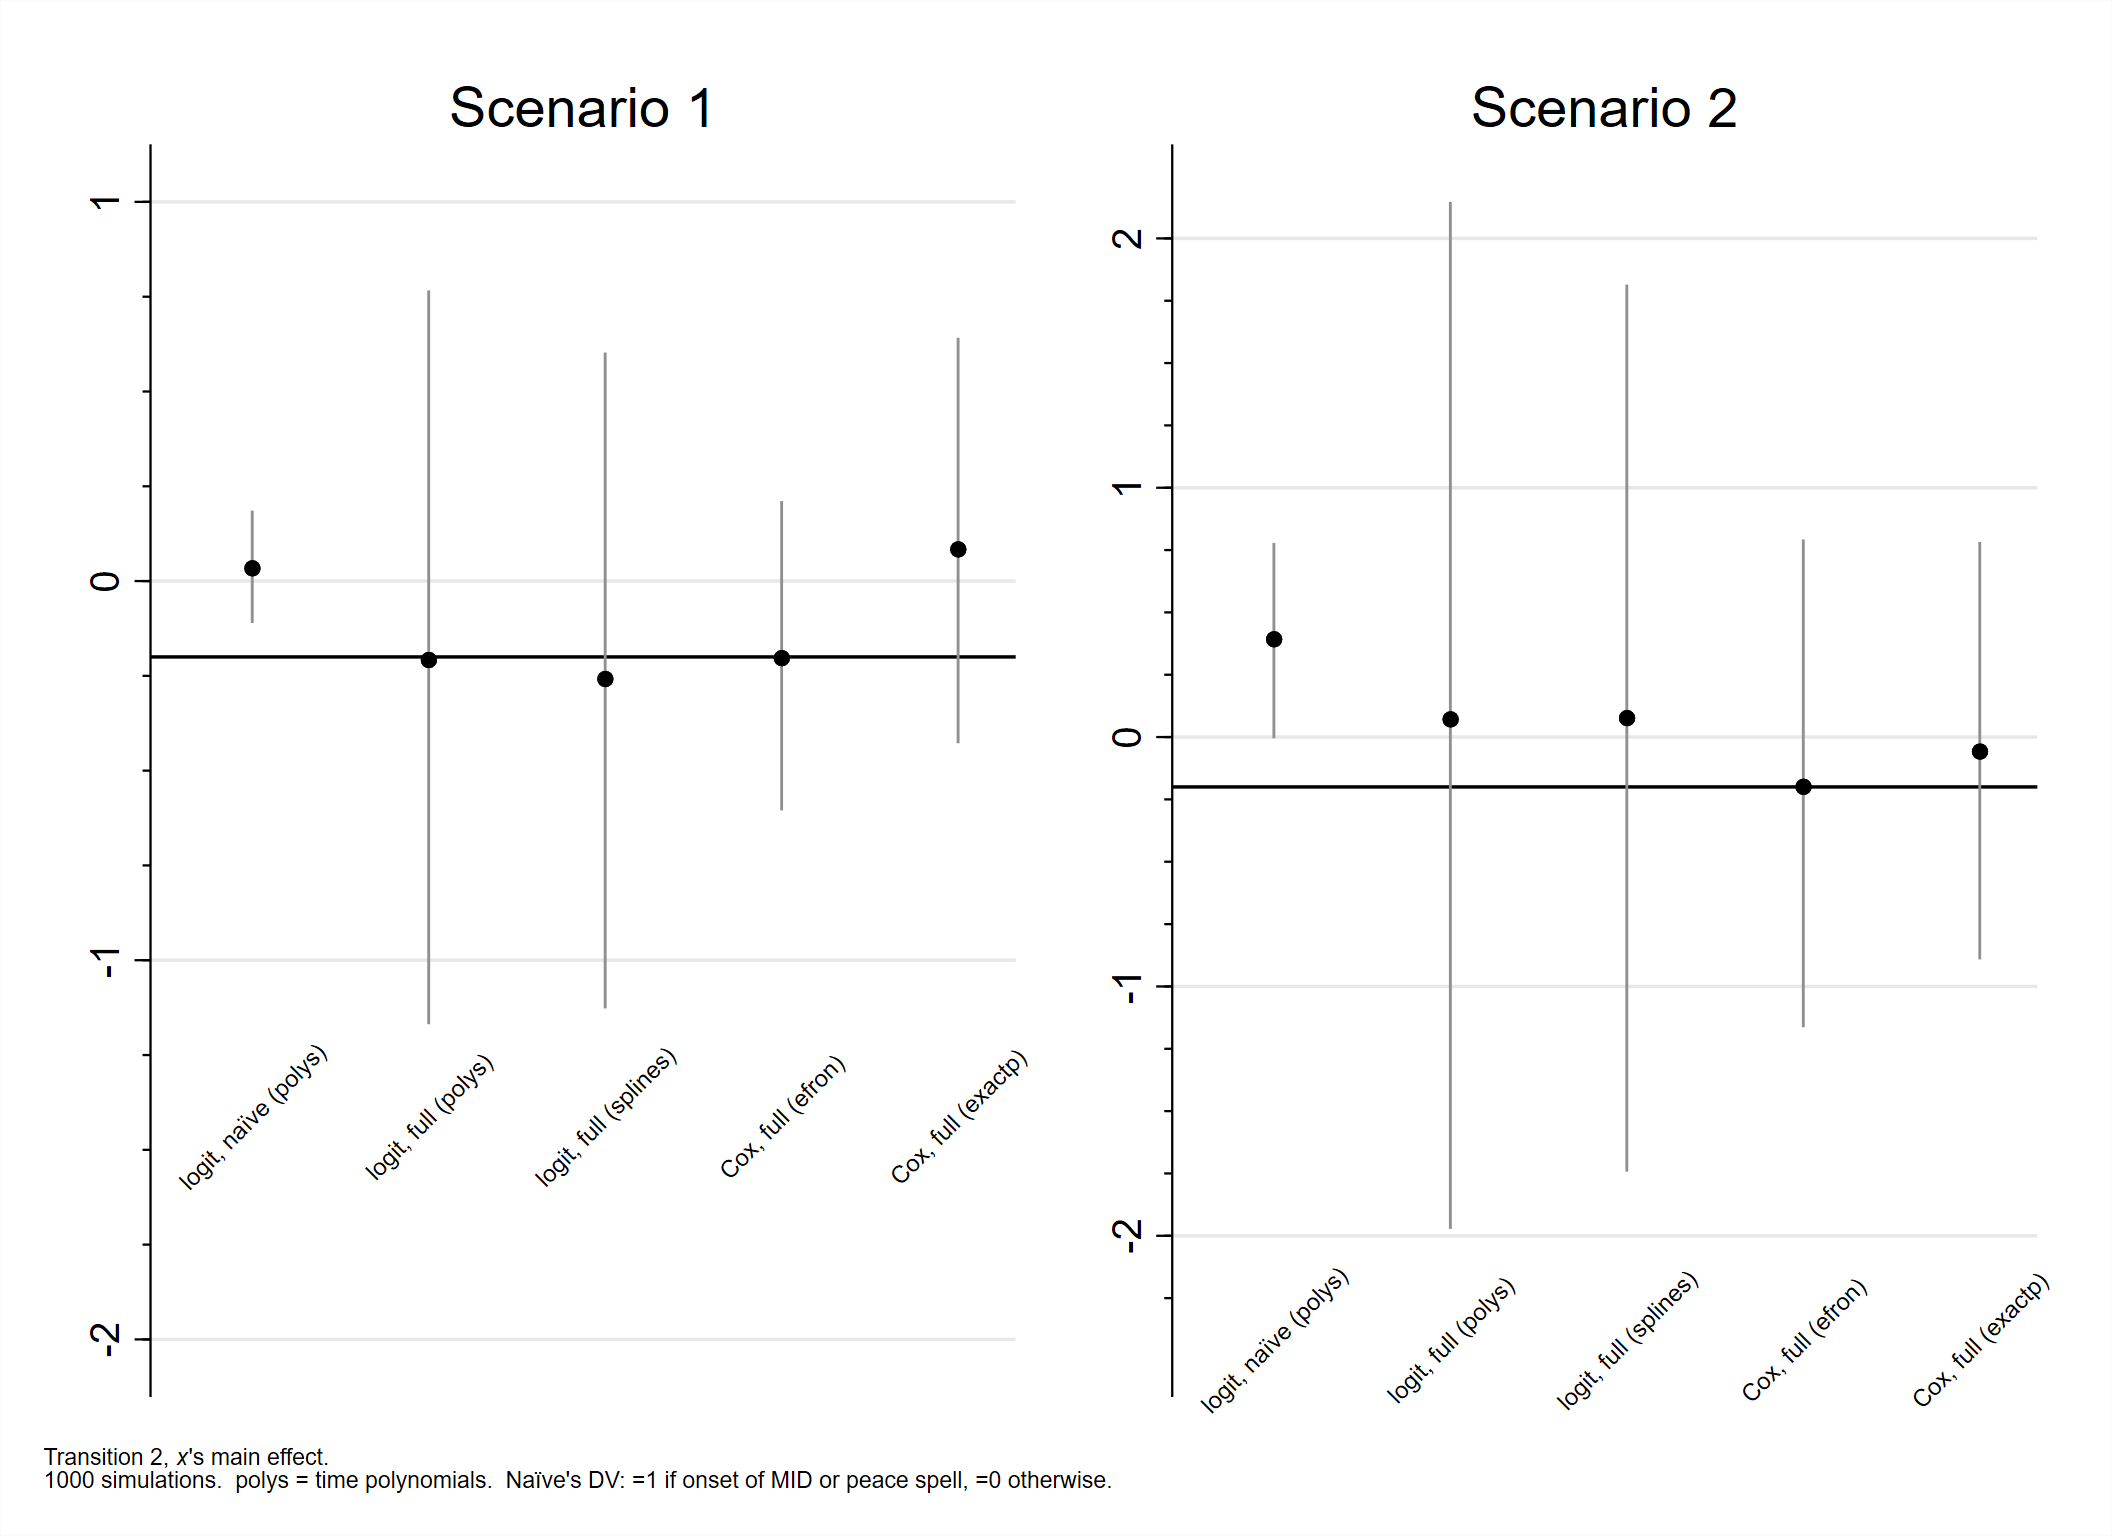 Scenario 1
1
0
-1
-2
logit, naïve (polys)
logit, full (polys)
logit, full (splines)
Cox, full (efron)
Cox, full (exactp)
Scenario 2
2
1
0
-1
-2
logit, naïve (polys)
logit, full (polys)
logit, full (splines)
Cox, full (efron)
Cox, full (exactp)
Transition 2, x's main effect.
1000 simulations.  polys = time polynomials.  Naïve's DV: =1 if onset of MID or peace spell, =0 otherwise.